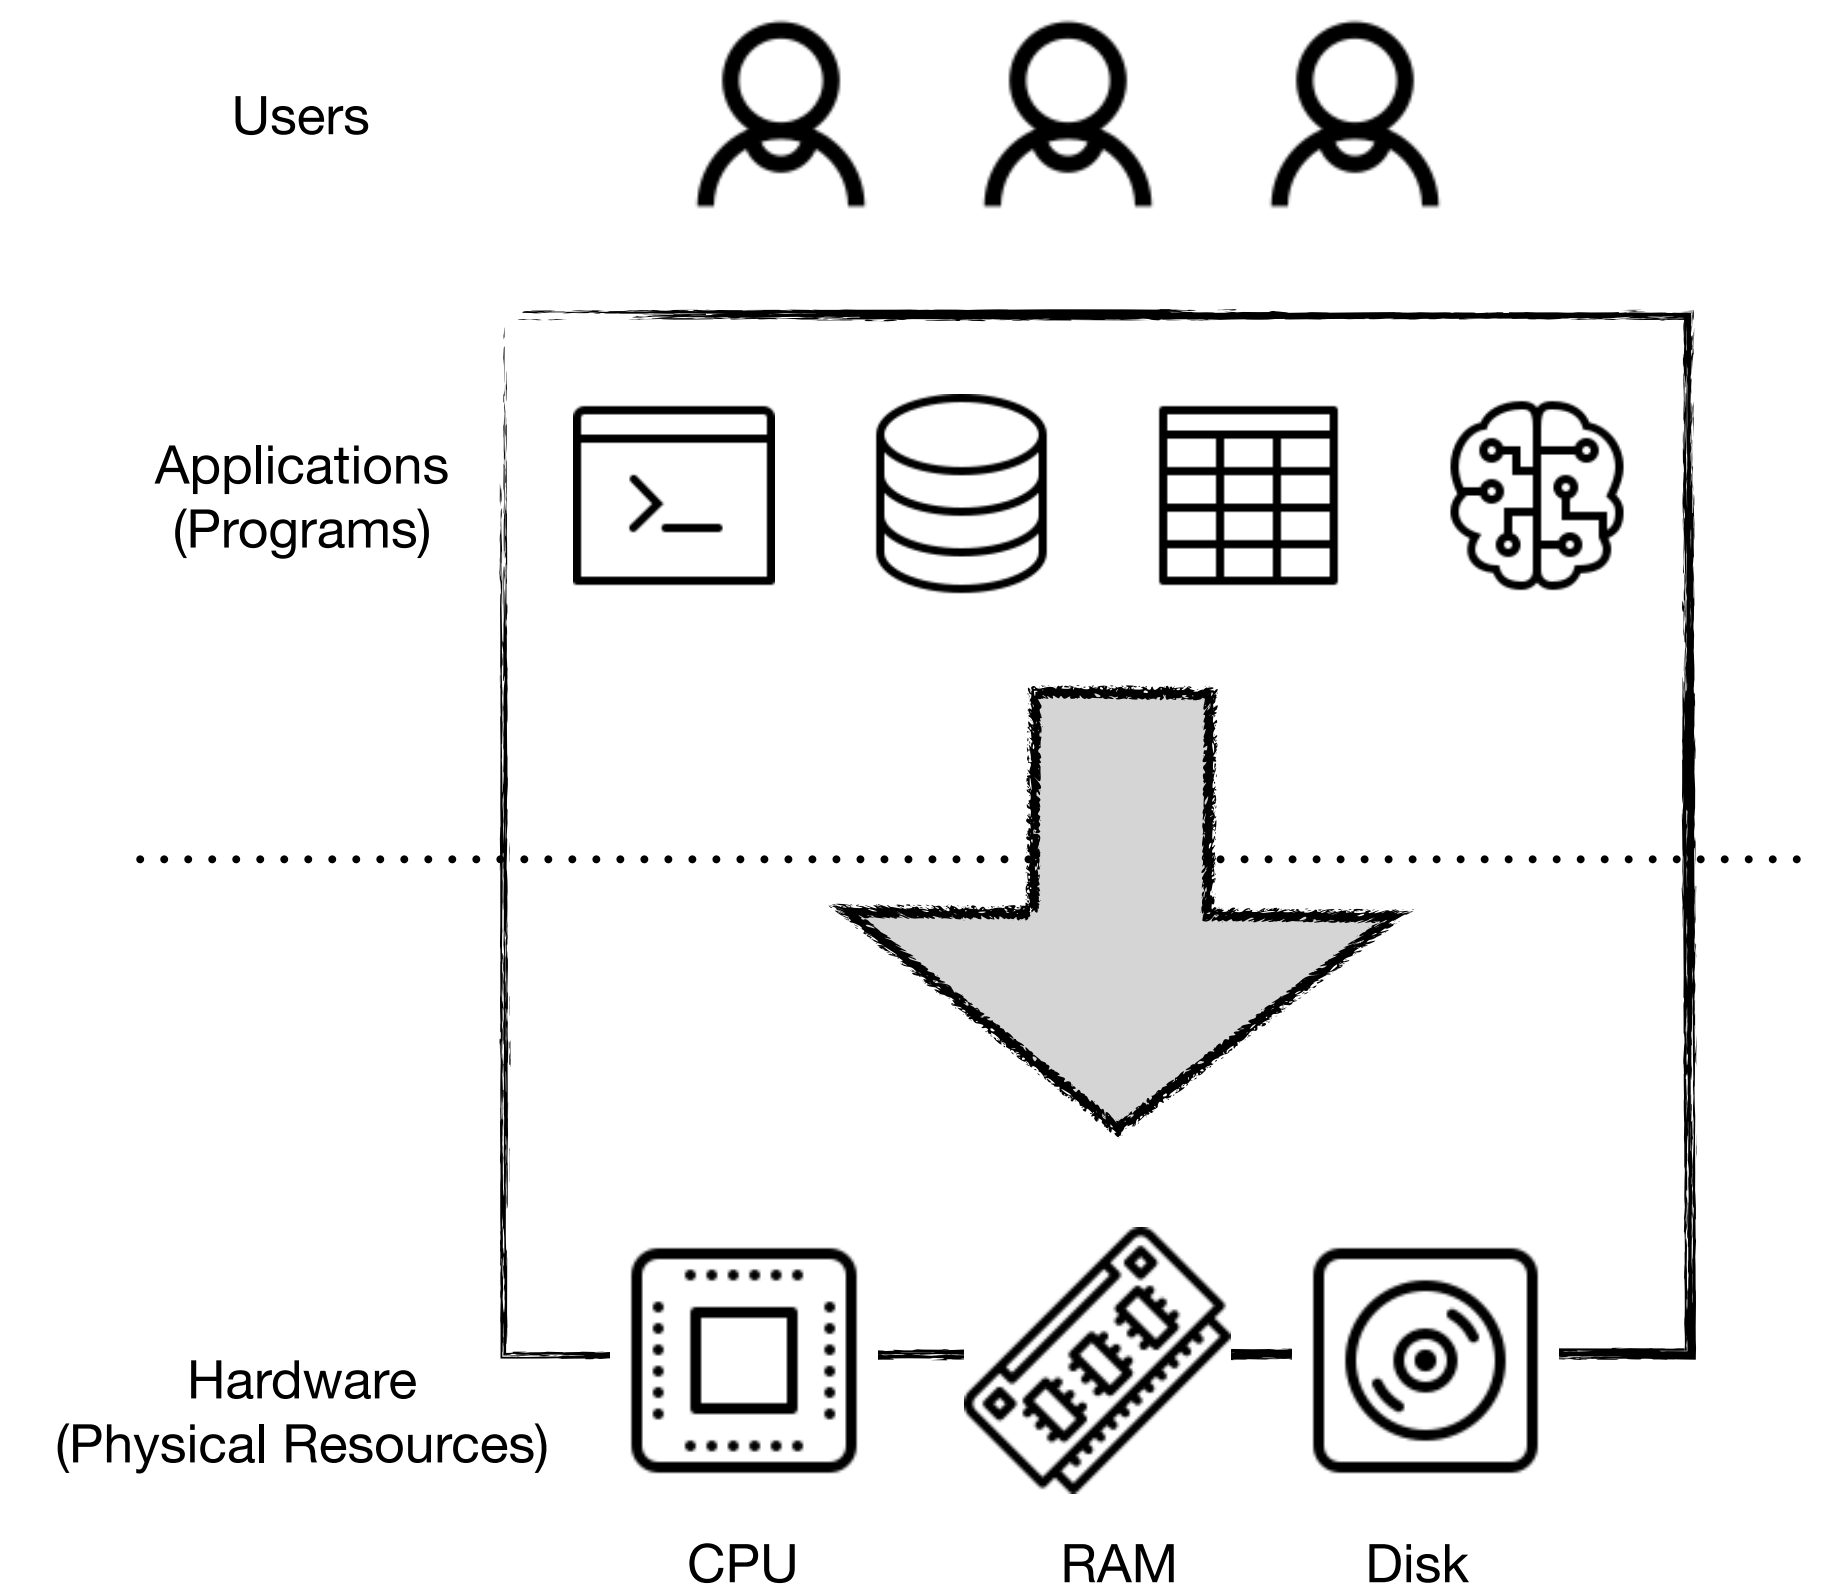 Users
Applications
(Programs)
>_
Hardware
(Physical Resources)
CPU
RAM
Disk